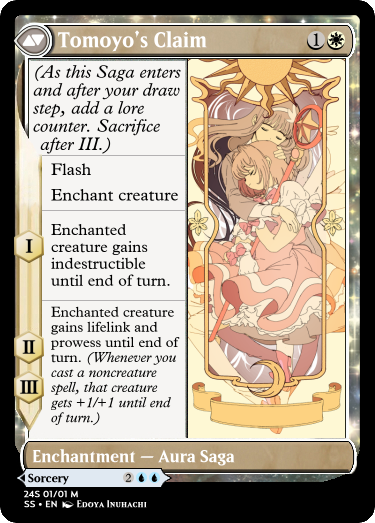 Tomoyo's Claim 1
(As this Saga enters
and after your draw
step, add a lore
counter. Sacrifice
after III.)
Flash
Enchant creature
I
Enchanted
creature gains
indestructible
until end of turn.
II
III
Enchanted creature
gains lifelink and
prowess until end of
turn. (Whenever you
cast a noncreature
spell, that creature
gets +1/+1 until end
of turn.)
Enchantment — Aura Saga
Sorcery 2
24S 01/01 M
SS • EN Edoya Inuhachi